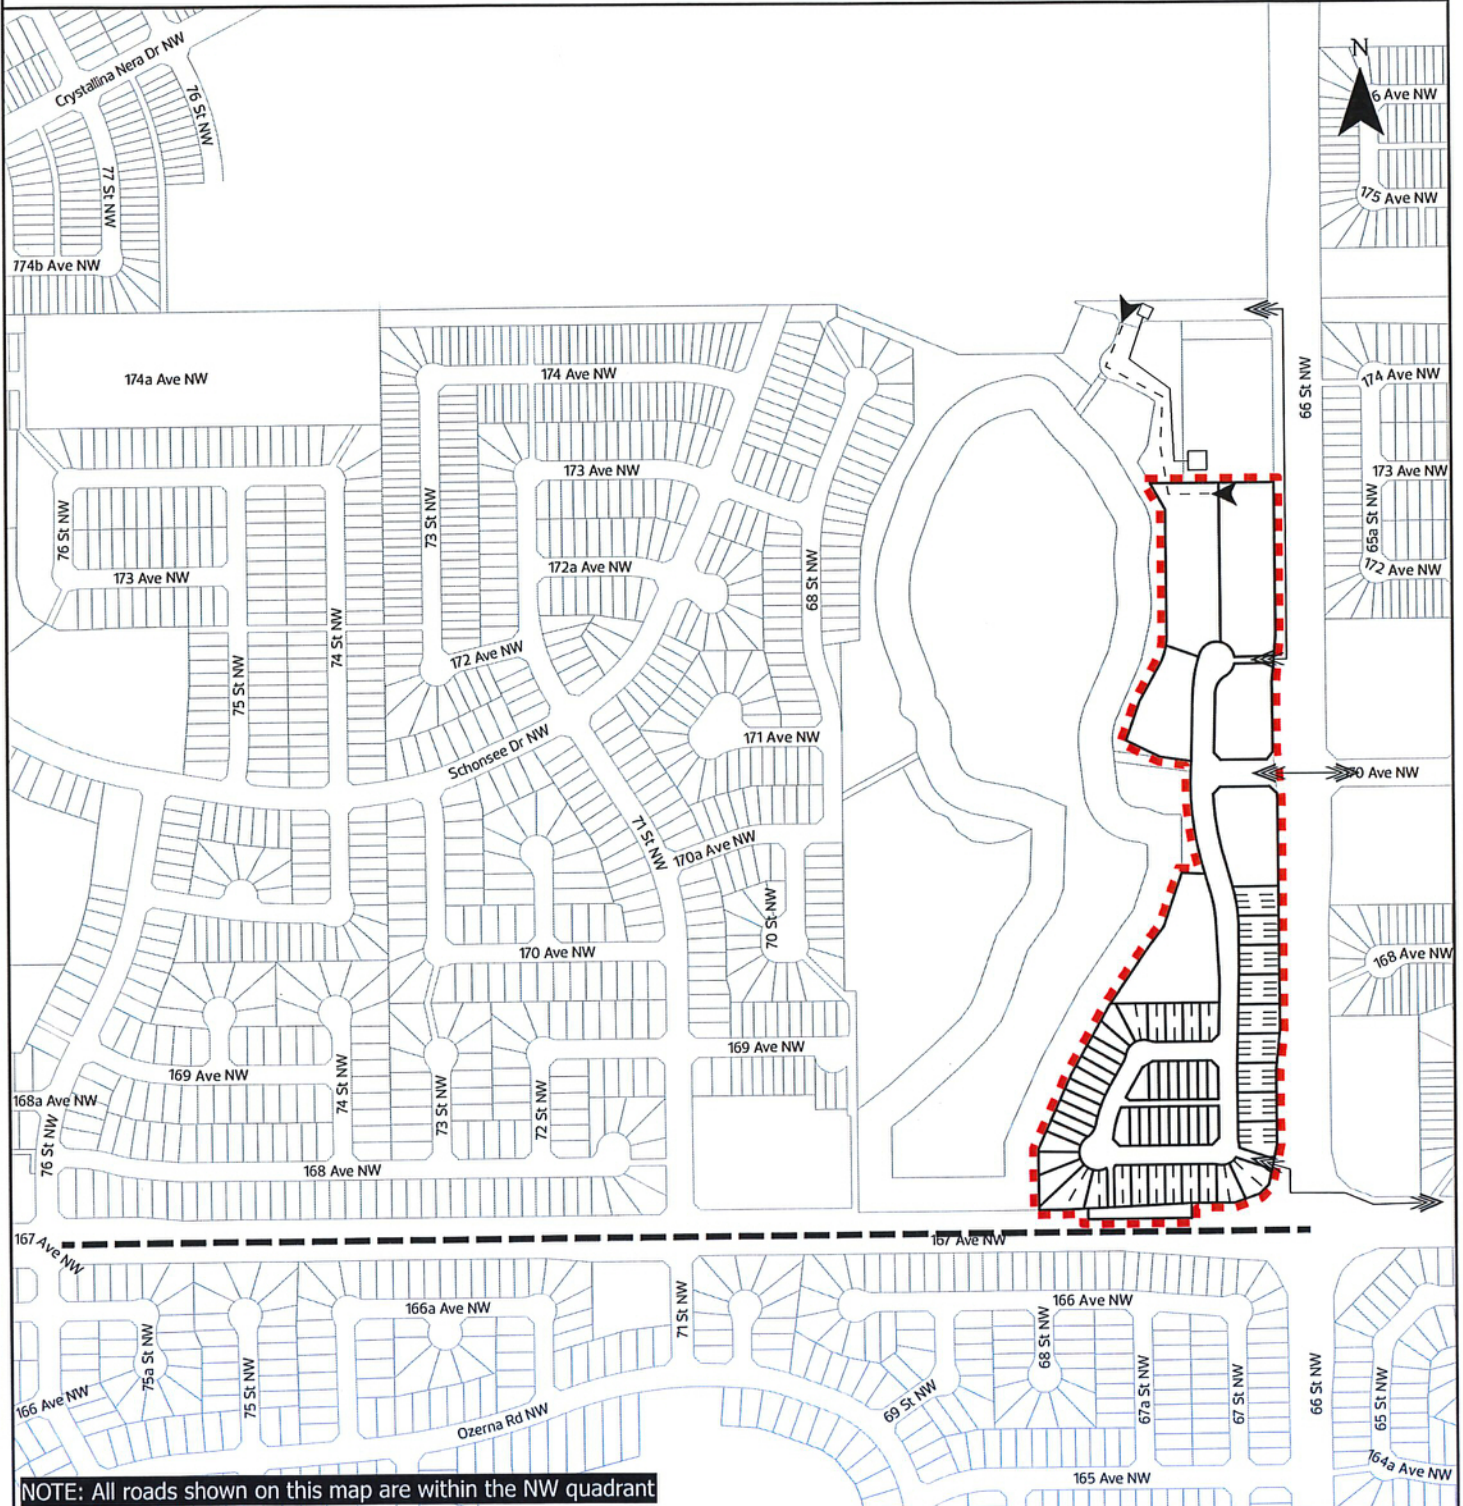 Crystallina Nera Dr NW
76 St NW
77 St NW
N
6 Ave NW
175 Ave NW
774b Ave NW
174a Ave NW
174 Ave NW
66 St NW
174 Ave NW
173 Ave NW
173 Ave NW
76 St NW
73 St NW
65a St NW
173 Ave NW
172a Ave NW
68 St NW
172 Ave NW
74 St NW
75 St NW
172 Ave NW
Schonsee Dr NW
171 Ave NW
70 Ave NW
71 St NW
170a Ave NW
70 St NW
170 Ave NW
168 Ave NW
169 Ave NW
169 Ave NW
74 St NW
73 St NW
72 St NW
168a Ave NW
76 St NW
168 Ave NW
167 Ave NW
167 Ave NW
166a Ave NW
71 St NW
166 Ave NW
75a St NW
75 St NW
68 St NW
67a St NW
67 St NW
66 St NW
65 St NW
166 Ave NW
Ozerna Rd NW
69 St NW
165 Ave NW
164a Ave NW
NOTE: All roads shown on this map are within the NW quadrant